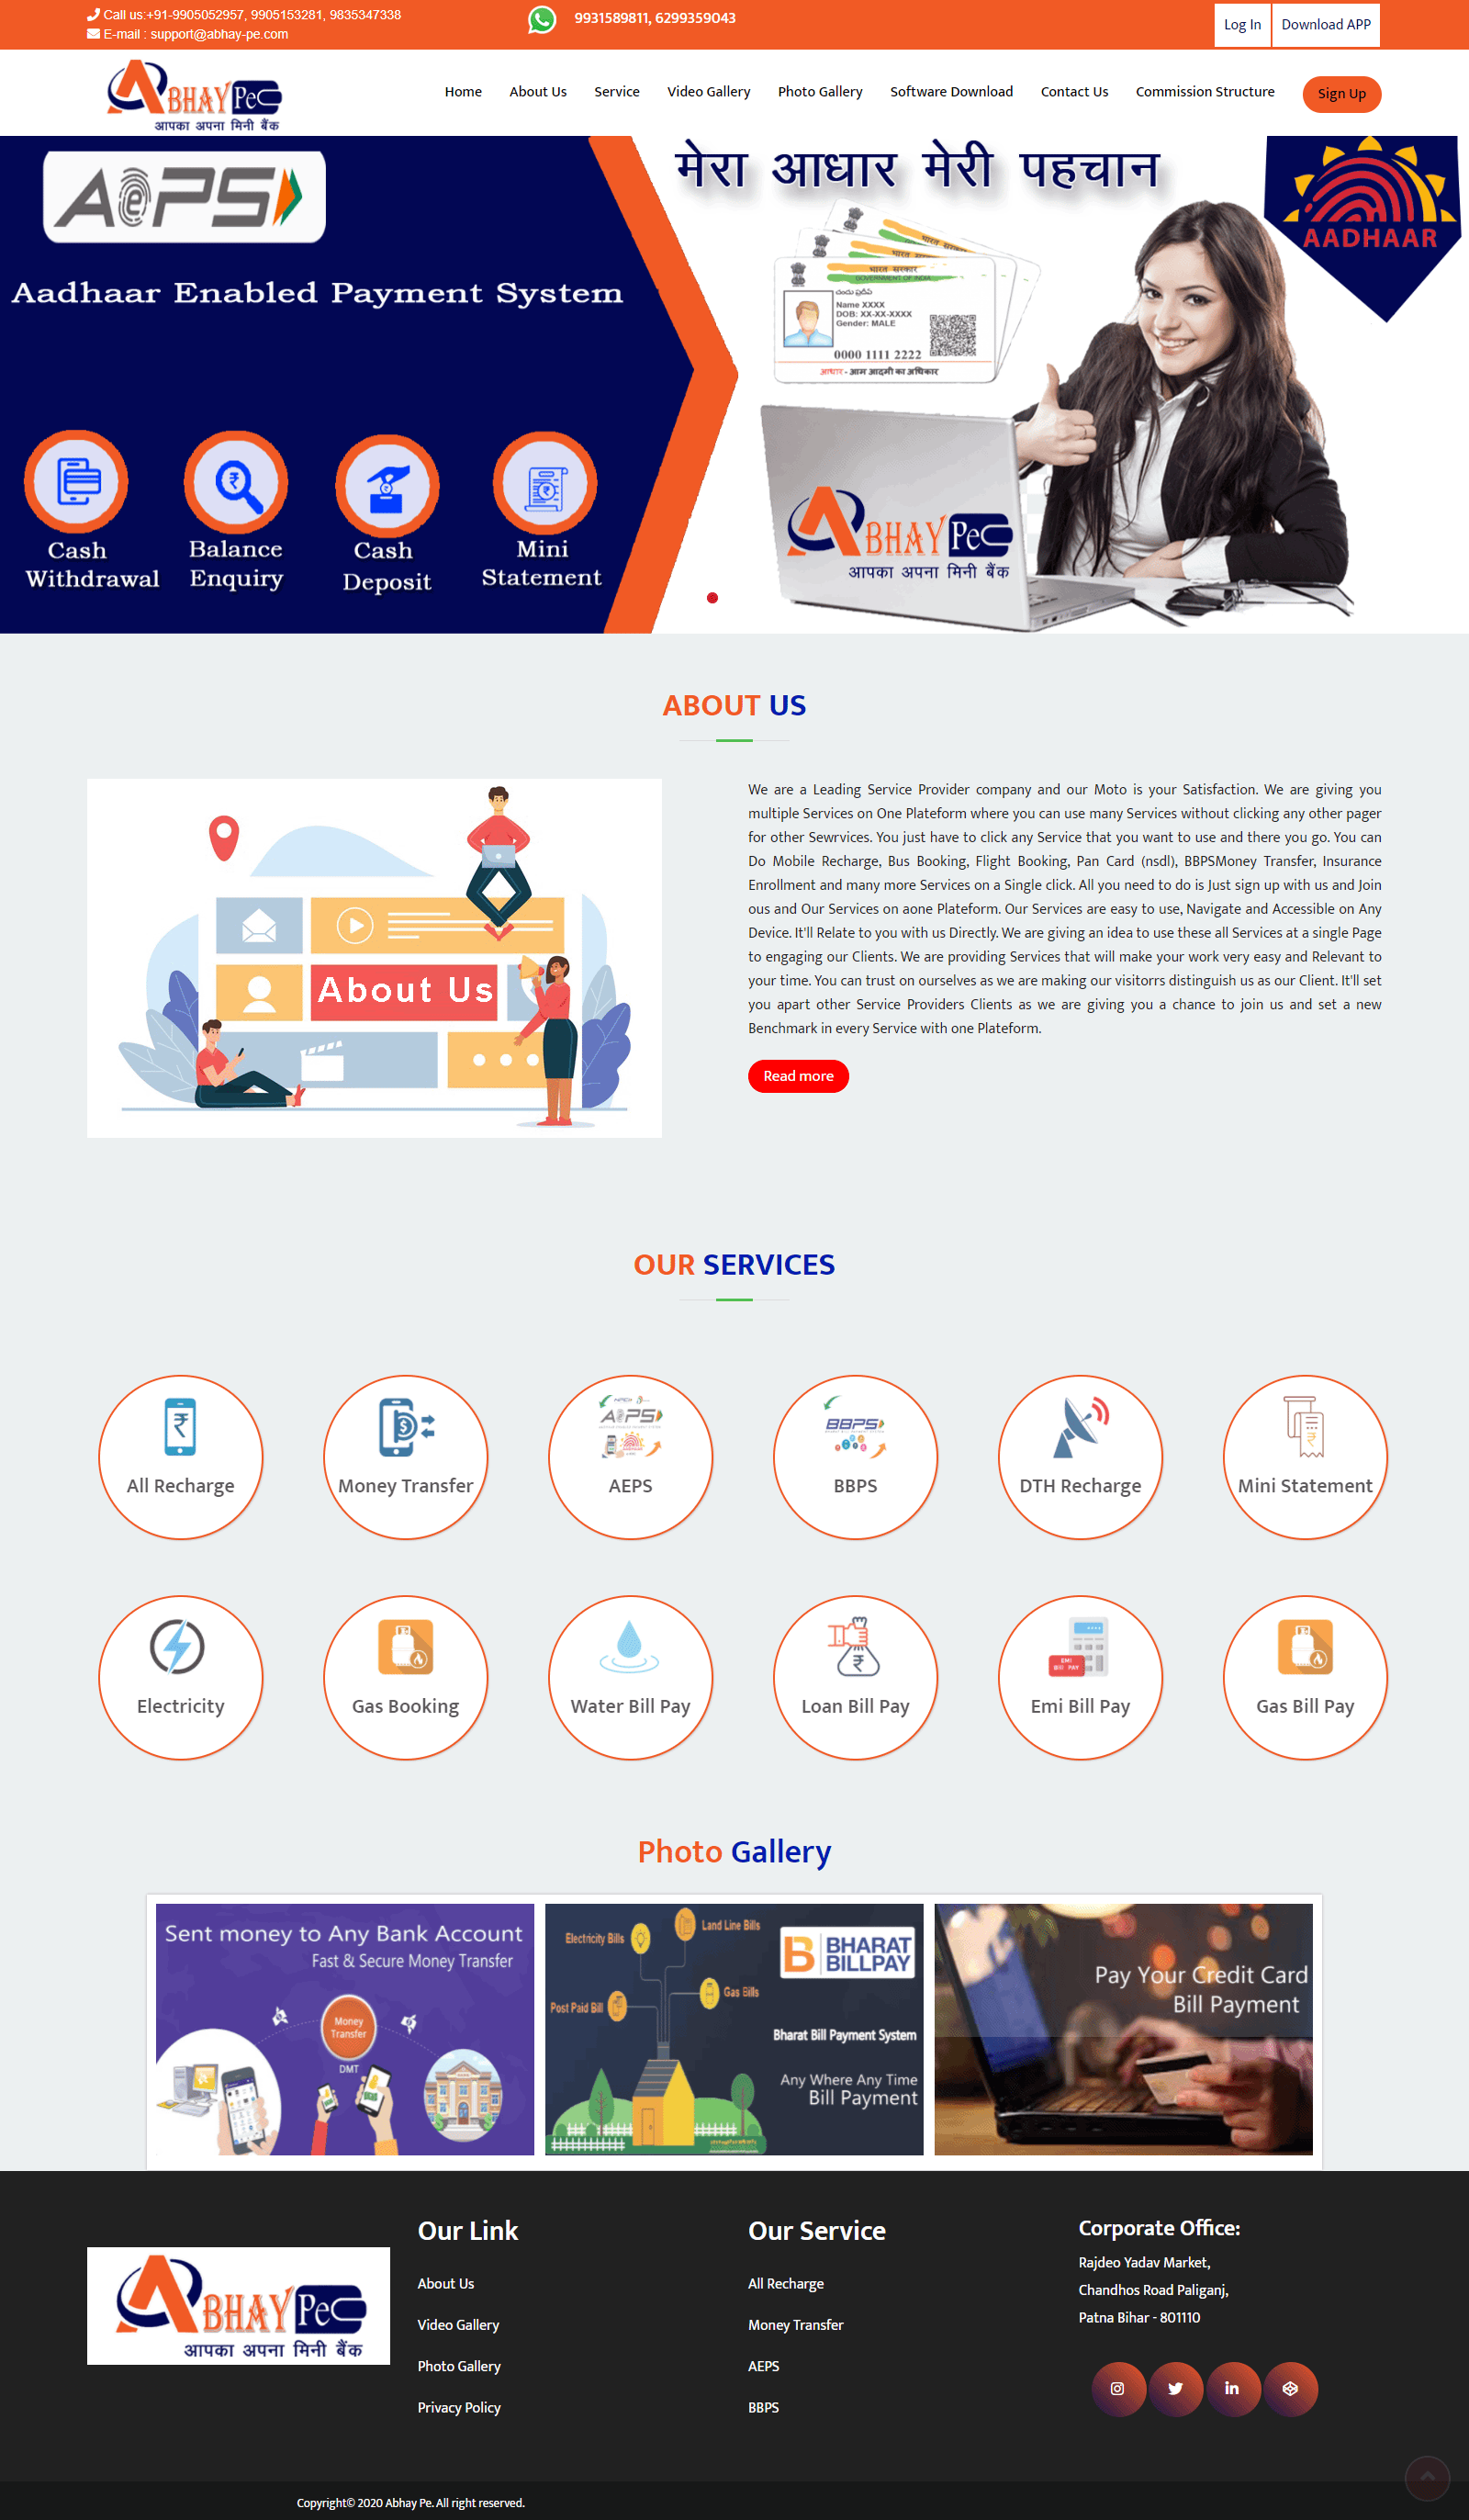 Call us:+91-9905052957, 9905153281, 9835347338
E-mail : support@abhay-pe.com
9931589811, 6299359043
Log In
Download APP
ABHAY Pe
आपका अपना मिनी बैंक
Home
About Us
Service
Video Gallery
Photo Gallery
Software Download
Contact Us
Commission Structure
Sign Up
AePS
Aadhaar Enabled Payment System
मेरा आधार मेरी पहचान
AADHAAR
भारत सरकार
GOVERNMENT OF INDIA
Name XXXX
DOB: XX-XX-XXXX
Gender: MALE
0000 1111 2222
आधार - आम आदमी का अधिकार
Cash Withdrawal
Balance Enquiry
Cash Deposit
Mini Statement
ABHAY Pe
आपका अपना मिनी बैंक
ABOUT US
About Us
We are a Leading Service Provider company and our Moto is your Satisfaction. We are giving you
multiple Services on One Plateform where you can use many Services without clicking any other pager
for other Sewrvices. You just have to click any Service that you want to use and there you go. You can
Do Mobile Recharge, Bus Booking, Flight Booking, Pan Card (nsdl), BBPSMoney Transfer, Insurance
Enrollment and many more Services on a Single click. All you need to do is Just sign up with us and Join
ous and Our Services on aone Plateform. Our Services are easy to use, Navigate and Accessible on Any
Device. It'll Relate to you with us Directly. We are giving an idea to use these all Services at a single Page
to engaging our Clients. We are providing Services that will make your work very easy and Relevant to
your time. You can trust on ourselves as we are making our visitorrs distinguish us as our Client. It'll set
you apart other Service Providers Clients as we are giving you a chance to join us and set a new
Benchmark in every Service with one Plateform.
Read more
OUR SERVICES
All Recharge
Money Transfer
AEPS
AEPS
BBPS
BBPS
DTH Recharge
Mini Statement
Electricity
Gas Booking
Water Bill Pay
Loan Bill Pay
EMI
Bill PAY
Emi Bill Pay
Gas Bill Pay
Photo Gallery
Sent money to Any Bank Account
Fast & Secure Money Transfer
Money
Transfer
DMT
Electricity Bills
Land Line Bills
Post Paid Bill
Gas Bills
B BHARAT
BILLPAY
Bharat Bill Payment System
Any Where Any Time
Bill Payment
Pay Your Credit Card
Bill Payment
ABHAY Pe
आपका अपना मिनी बैंक
Our Link
About Us
Video Gallery
Photo Gallery
Privacy Policy
Our Service
All Recharge
Money Transfer
AEPS
BBPS
Corporate Office:
Rajdeo Yadav Market,
Chandhos Road Paliganj,
Patna Bihar - 801110
Copyright© 2020 Abhay Pe. All right reserved.